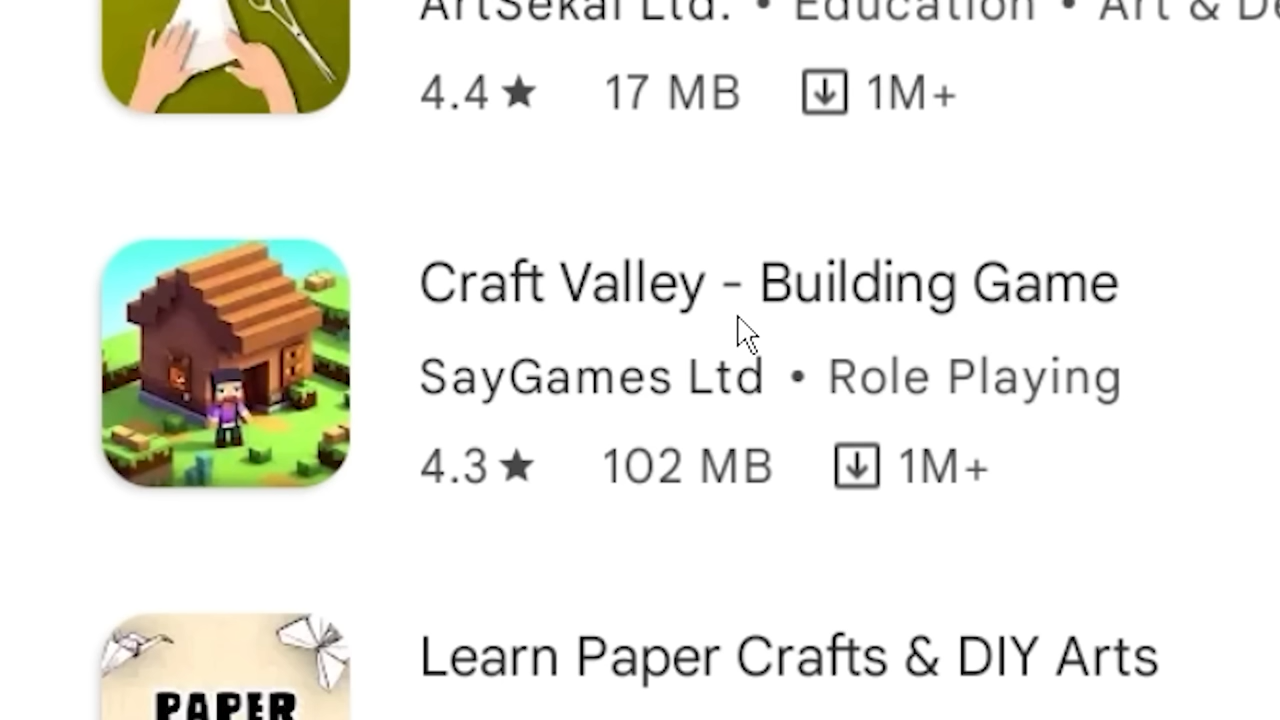 ArtSekai Ltd. • Education • Art & De
4.4 ★ 17 MB 1M+
Craft Valley - Building Game
SayGames Ltd • Role Playing
4.3 ★ 102 MB 1M+
Learn Paper Crafts & DIY Arts
PAPER